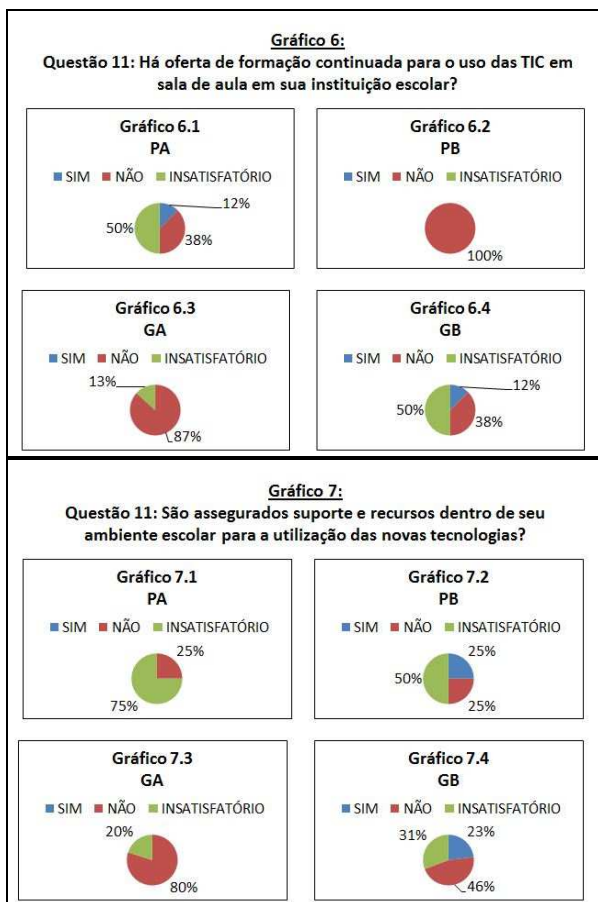 Gráfico 6:
Questão 11: Há oferta de formação continuada para o uso das TIC em
sala de aula em sua instituição escolar?
Gráfico 6.1
PA
SIM NÃO INSATISFATÓRIO
12%
50%
38%
Gráfico 6.2
PB
SIM NÃO INSATISFATÓRIO
100%
Gráfico 6.3
GA
SIM NÃO INSATISFATÓRIO
13%
87%
Gráfico 6.4
GB
SIM NÃO INSATISFATÓRIO
12%
50%
38%
Gráfico 7:
Questão 11: São assegurados suporte e recursos dentro de seu
ambiente escolar para a utilização das novas tecnologias?
Gráfico 7.1
PA
SIM NÃO INSATISFATÓRIO
25%
75%
Gráfico 7.2
PB
SIM NÃO INSATISFATÓRIO
25%
50%
25%
Gráfico 7.3
GA
SIM NÃO INSATISFATÓRIO
20%
80%
Gráfico 7.4
GB
SIM NÃO INSATISFATÓRIO
31%
23%
46%